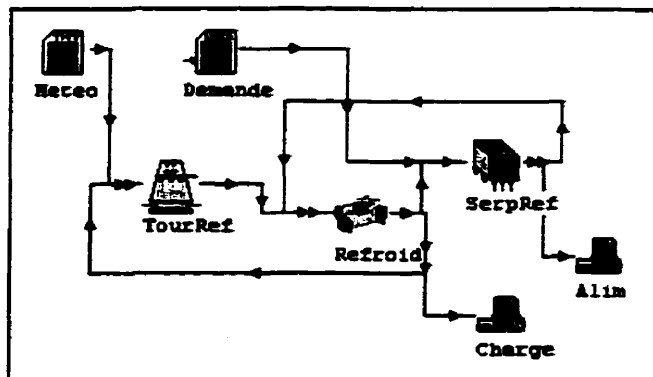 Meteo
Demande
TourRef
SerpRef
Refroid
Alim
Charge